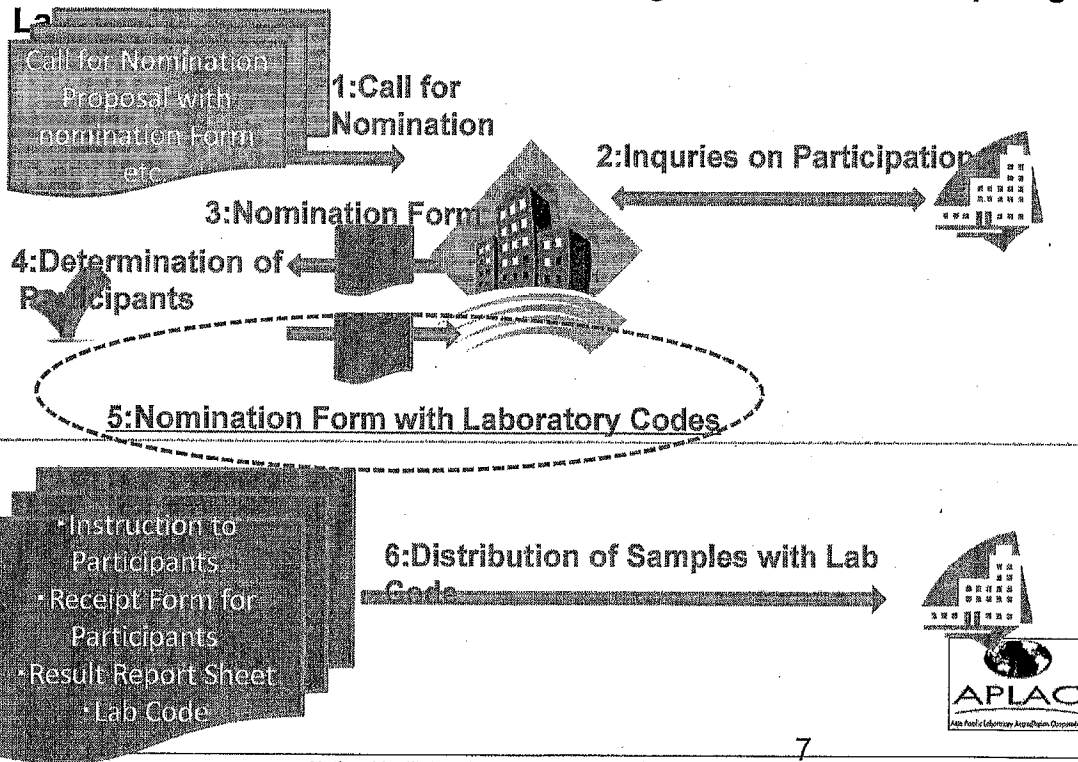 La
Call for Nomination
Proposal with
nomination Form
etc
1:Call for
Nomination
2:Inquries on Participation
3:Nomination Form
4:Determination of
Participants
5:Nomination Form with Laboratory Codes
•Instruction to
Participants
•Receipt Form for
Participants
•Result Report Sheet
•Lab Code
6:Distribution of Samples with Lab
Code
APLAC
7